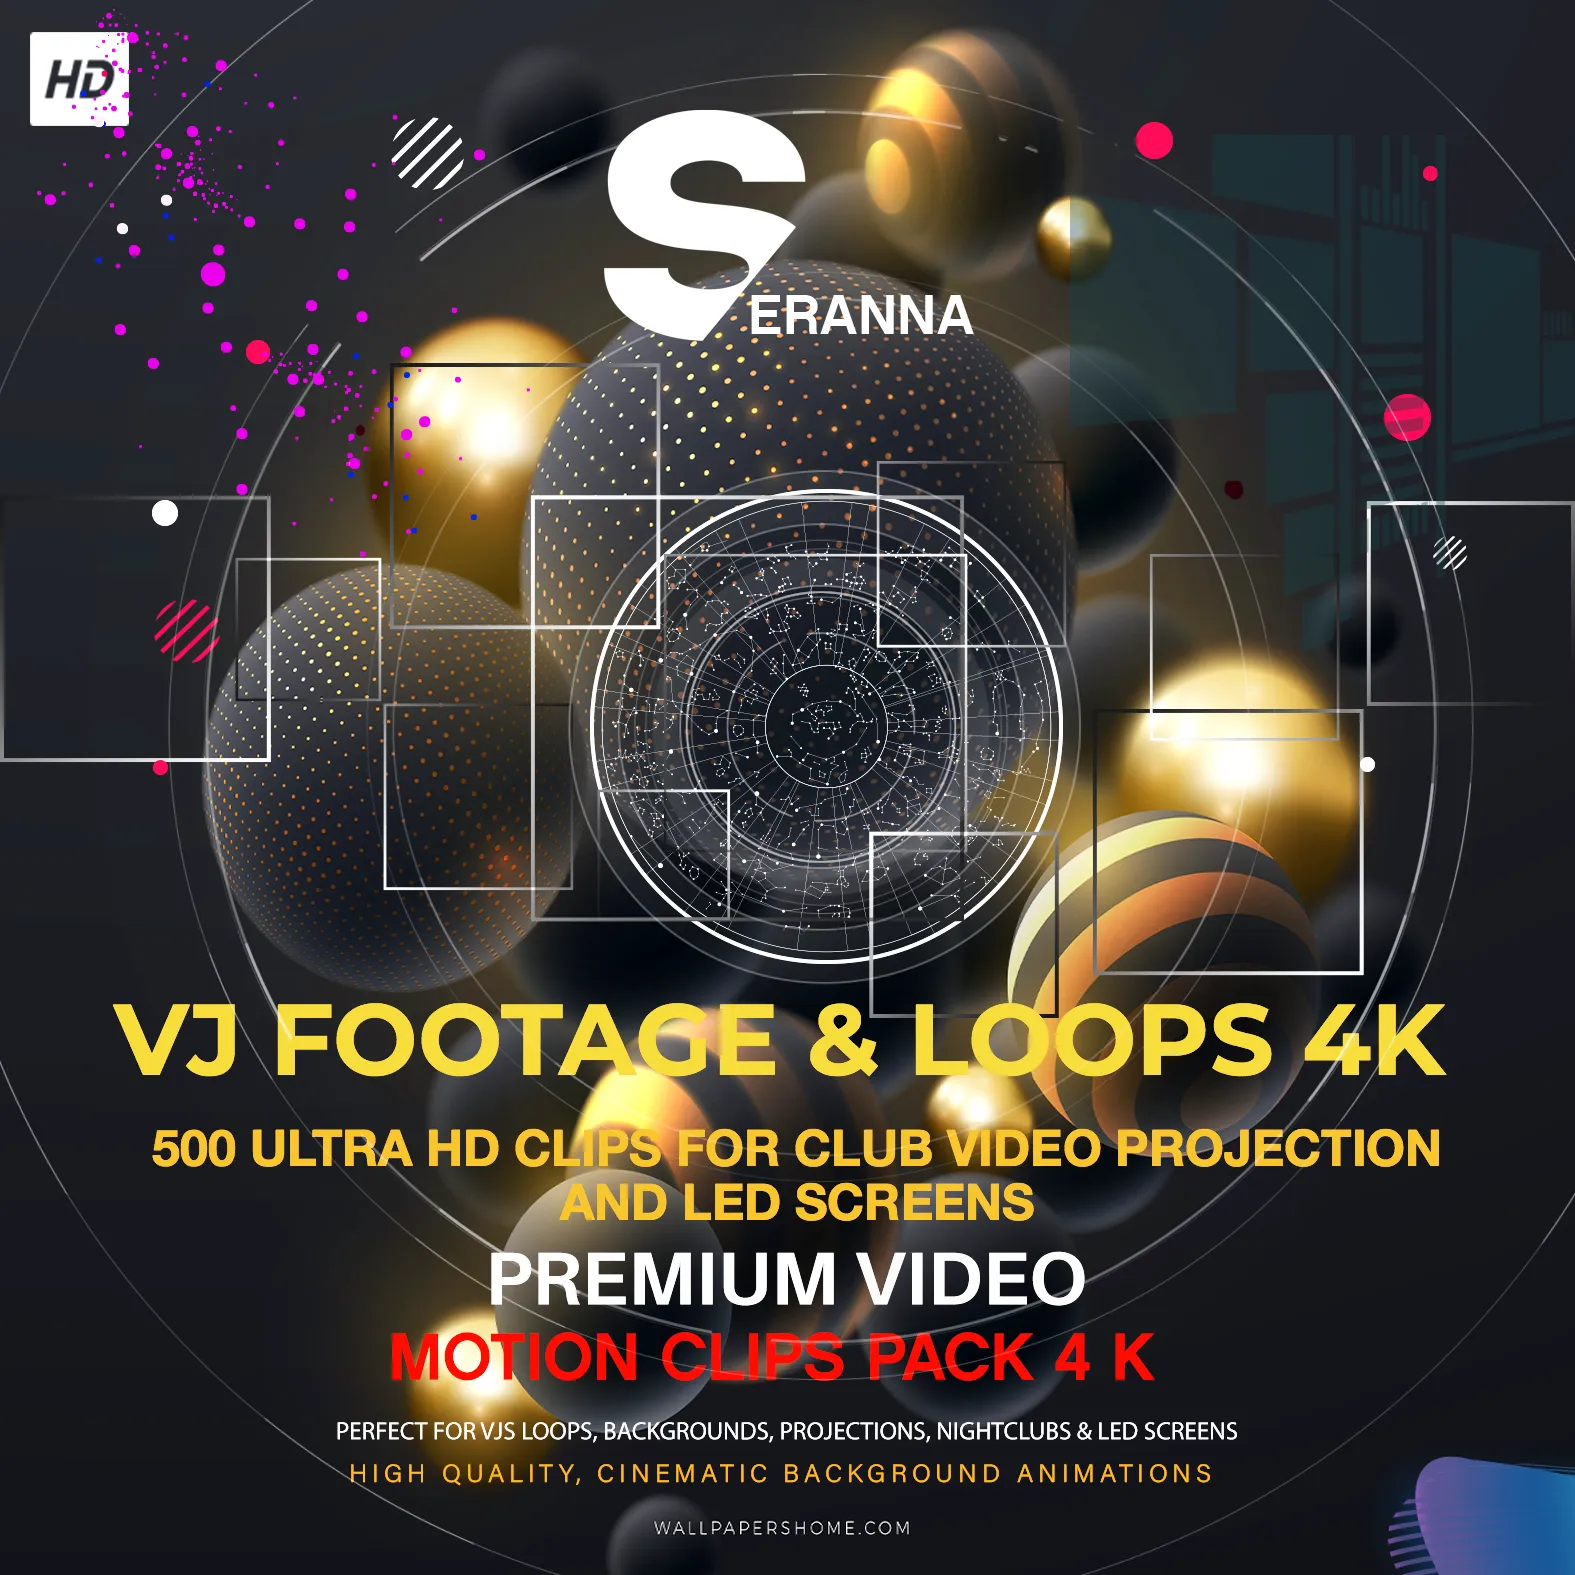 HD
SERANNA
VJ FOOTAGE & LOOPS 4K
500 ULTRA HD CLIPS FOR CLUB VIDEO PROJECTION
AND LED SCREENS
PREMIUM VIDEO
MOTION CLIPS PACK 4 K
PERFECT FOR VJS LOOPS, BACKGROUNDS, PROJECTIONS, NIGHTCLUBS & LED SCREENS
HIGH QUALITY, CINEMATIC BACKGROUND ANIMATIONS
WALLPAPERSHOME.COM